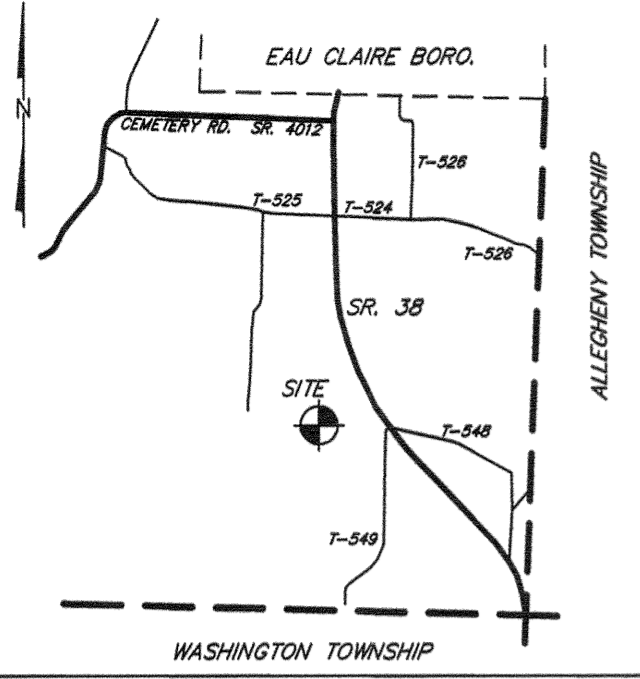 EAU CLAIRE BORO.
N
CEMETERY RD. SR. 4012
T-526
T-525
T-524
T-526
ALLEGHENY TOWNSHIP
SR. 38
SITE
T-548
T-549
WASHINGTON TOWNSHIP